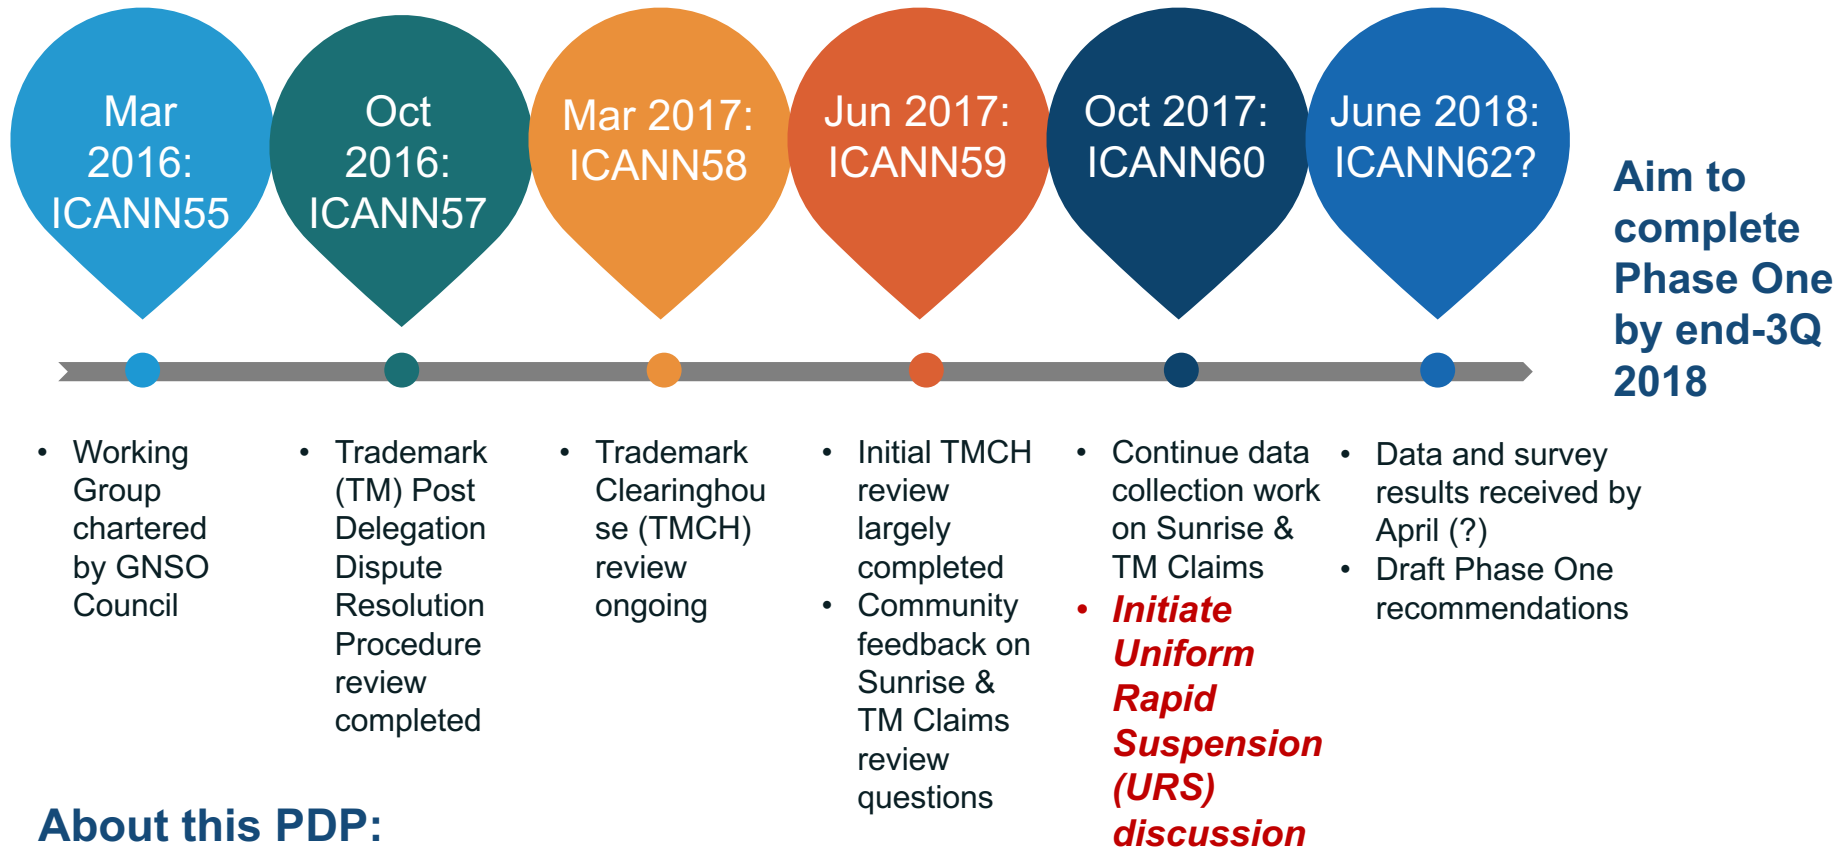 Mar
2016:
ICANN55
Oct
2016:
ICANN57
Mar 2017:
ICANN58
Jun 2017:
ICANN59
Oct 2017:
ICANN60
June 2018:
ICANN62?
Aim to
complete
Phase One
by end-3Q
2018
• Working
Group
chartered
by GNSO
Council
• Trademark
(TM) Post
Delegation
Dispute
Resolution
Procedure
review
completed
• Trademark
Clearinghou
se (TMCH)
review
ongoing
• Initial TMCH
review
largely
completed
• Community
feedback on
Sunrise &
TM Claims
review
questions
• Continue data
collection work
on Sunrise &
TM Claims
• Initiate
Uniform
Rapid
Suspension
(URS)
discussion
• Data and survey
results received by
April (?)
• Draft Phase One
recommendations
About this PDP: